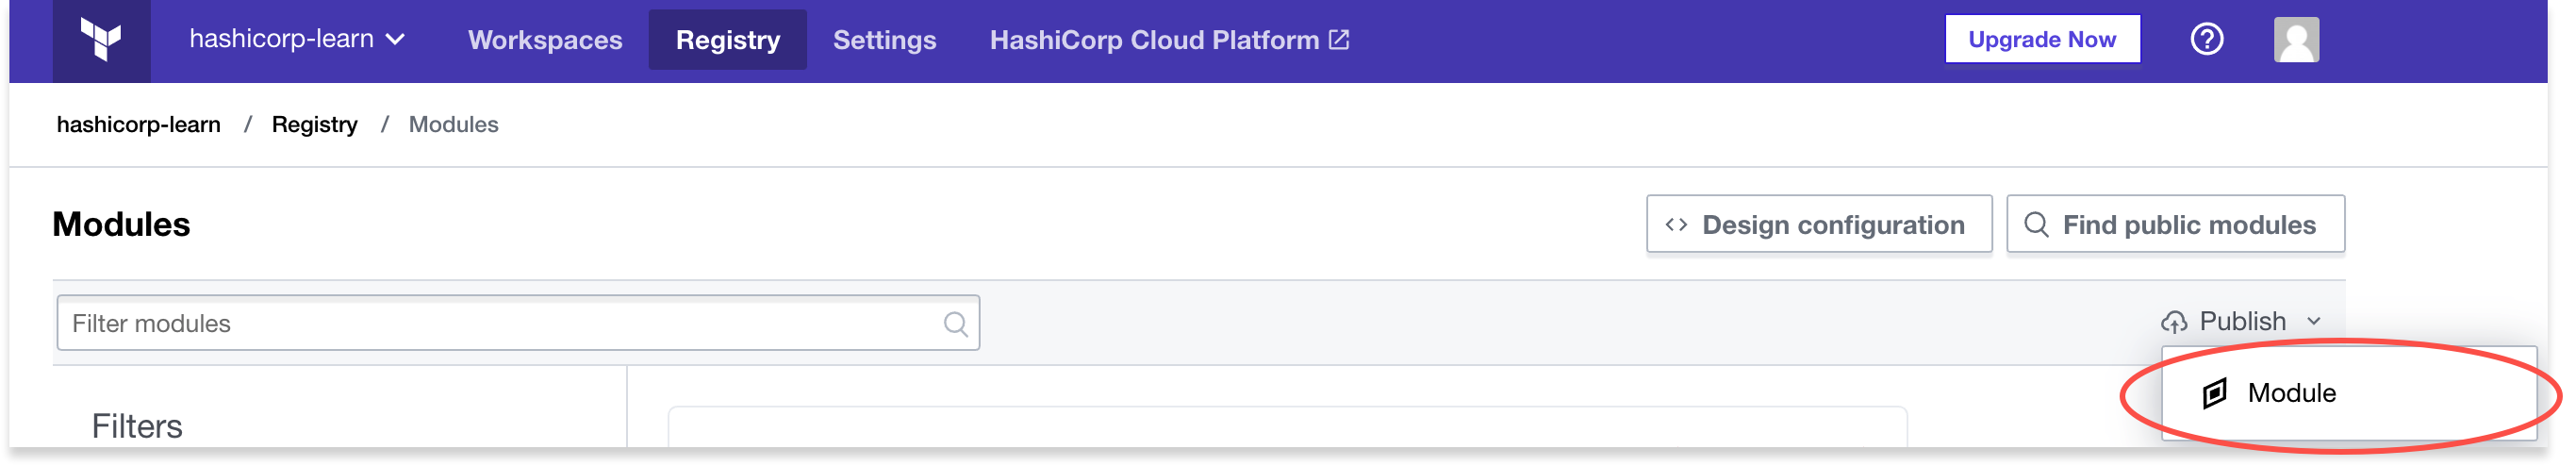 hashicorp-learn Workspaces Registry Settings HashiCorp Cloud Platform Upgrade Now
hashicorp-learn / Registry / Modules
Modules
<> Design configuration Find public modules
Filter modules
Publish
Module
Filters